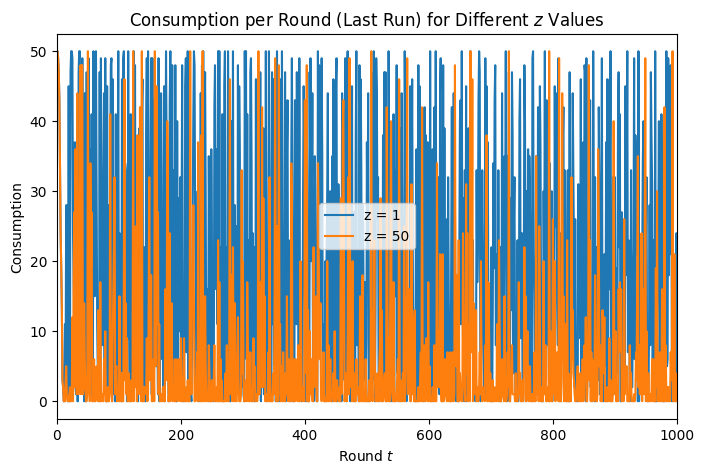 Consumption per Round (Last Run) for Different z Values
50
40
30
20
10
0
Consumption
z = 1
z = 50
0
200
400
600
800
1000
Round t